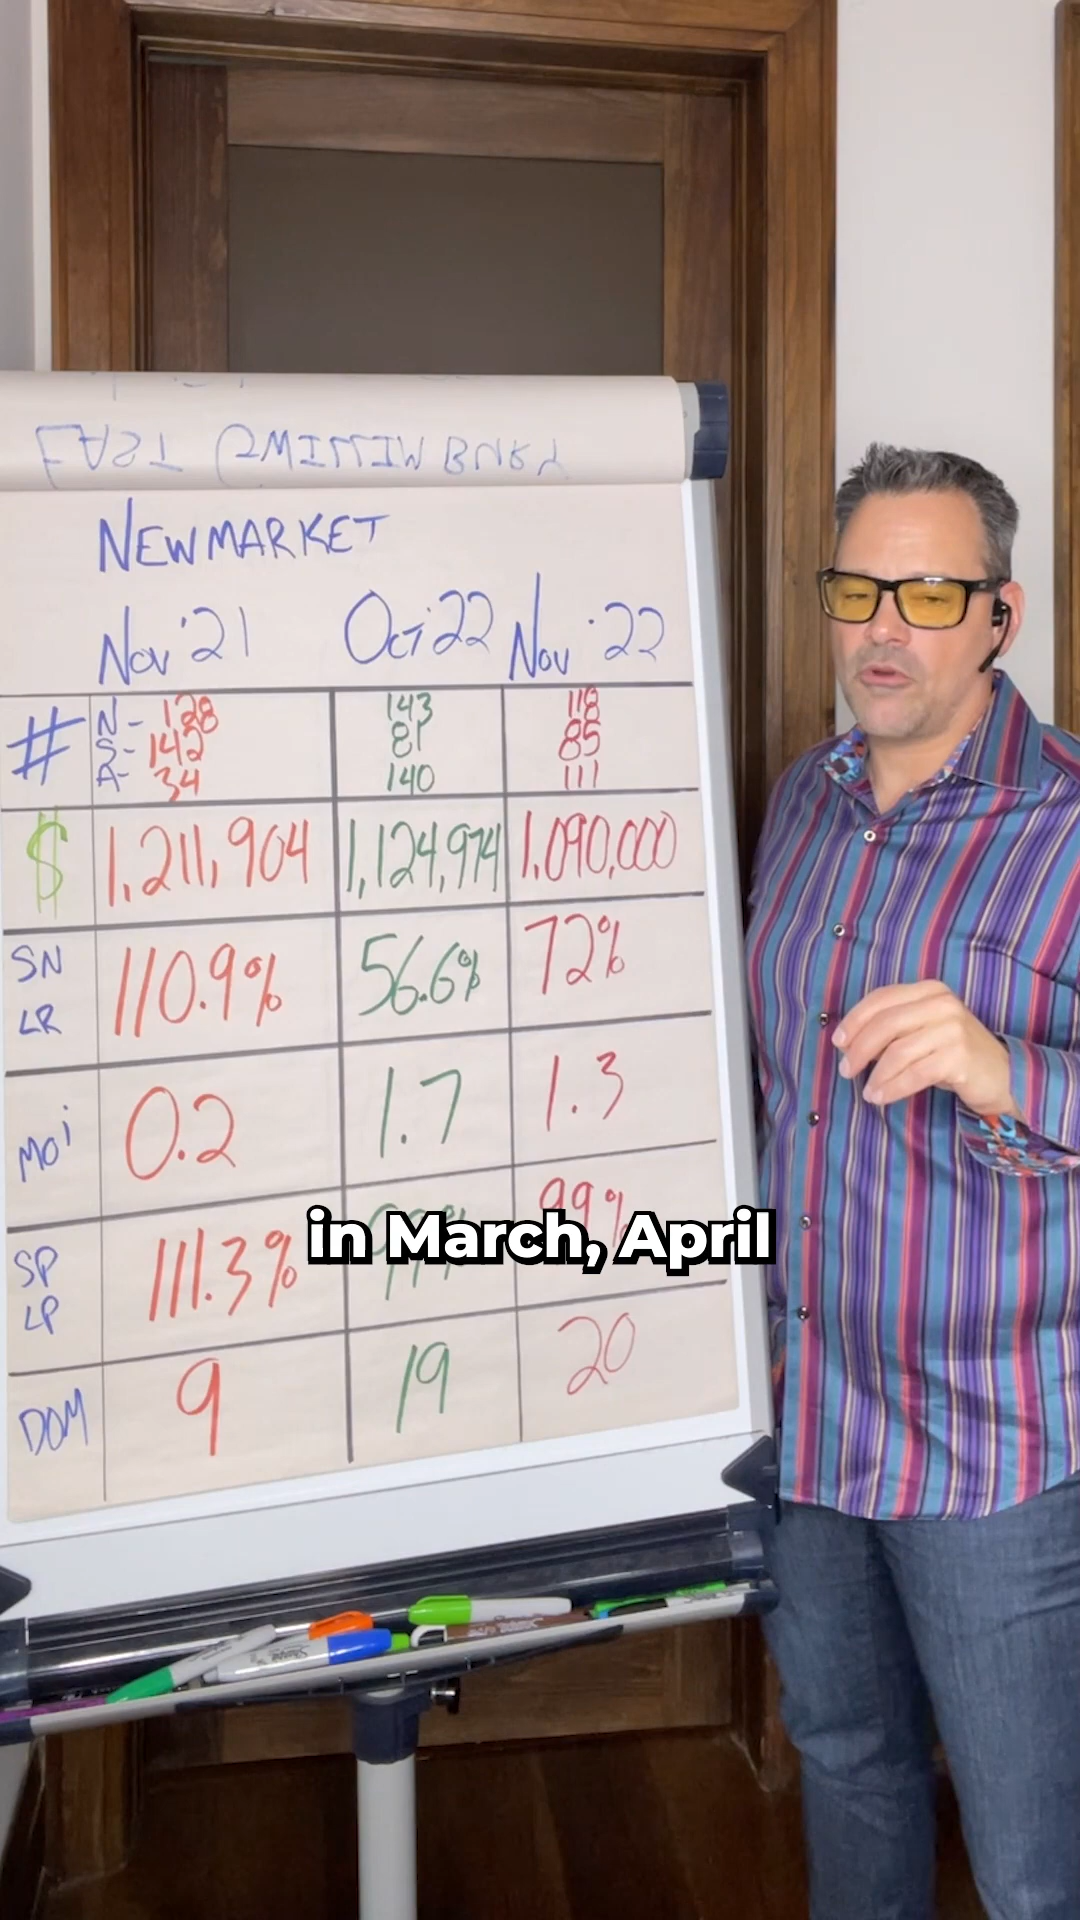 EAST GWILLIMBURY
NEWMARKET
Nov '21 Oct '22 Nov '22
# N - 128 143 118
S - 142 81 85
A - 34 140 111
$ 1,211,904 1,124,974 1,090,000
SN LR 110.9% 56.6% 72%
MOI 0.2 1.7 1.3
SP LP 111.3% 99%
in March, April
DOM 9 19 20